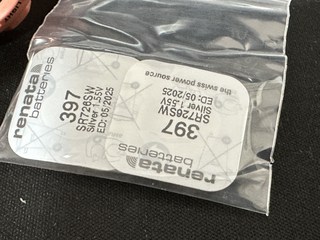 renata
batteries
397
SR726SW
Silver 1.55V
ED: 05/2025
the swiss power source
ED: 05/2025
Silver 1.55V
SR726SW
397
batteries
renata